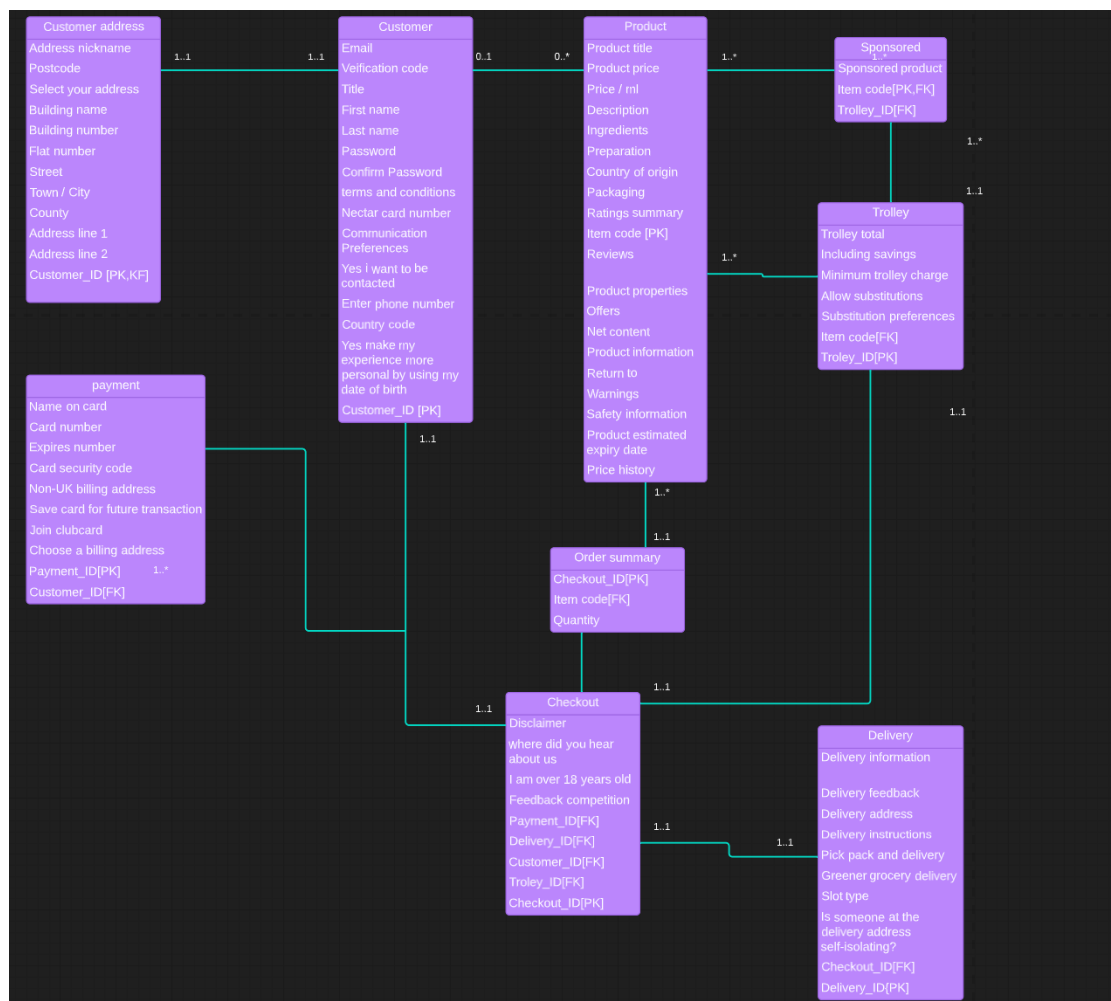 Customer address
Address nickname
Postcode
Select your address
Building name
Building number
Flat number
Street
Town / City
County
Address line 1
Address line 2
Customer_ID [PK,KF]
1..1
1..1
Customer
Email
Veification code
Title
First name
Last name
Password
Confirm Password
terms and conditions
Nectar card number
Communication
Preferences
Yes i want to be
contacted
Enter phone number
Country code
Yes make my
experience more
personal by using my
date of birth
Customer_ID [PK]
0..1
0..*
1..1
Product
Product title
Product price
Price / ml
Description
Ingredients
Preparation
Country of origin
Packaging
Ratings summary
Item code [PK]
Reviews
Product properties
Offers
Net content
Product information
Return to
Warnings
Safety information
Product estimated
expiry date
Price history
1..*
1..*
Sponsored
Sponsored product
Item code[PK,FK]
Trolley_ID[FK]
1..*
1..1
1..*
Trolley
Trolley total
Including savings
Minimum trolley charge
Allow substitutions
Substitution preferences
Item code[FK]
Troley_ID[PK]
1..1
payment
Name on card
Card number
Expires number
Card security code
Non-UK billing address
Save card for future transaction
Join clubcard
Choose a billing address
Payment_ID[PK]
1..*
Customer_ID[FK]
1..*
1..1
Order summary
Checkout_ID[PK]
Item code[FK]
Quantity
1..1
1..1
Checkout
Disclaimer
where did you hear
about us
I am over 18 years old
Feedback competition
Payment_ID[FK]
Delivery_ID[FK]
Customer_ID[FK]
Troley_ID[FK]
Checkout_ID[PK]
1..1
1..1
Delivery
Delivery information
Delivery feedback
Delivery address
Delivery instructions
Pick pack and delivery
Greener grocery delivery
Slot type
Is someone at the
delivery address
self-isolating?
Checkout_ID[FK]
Delivery_ID{PK]